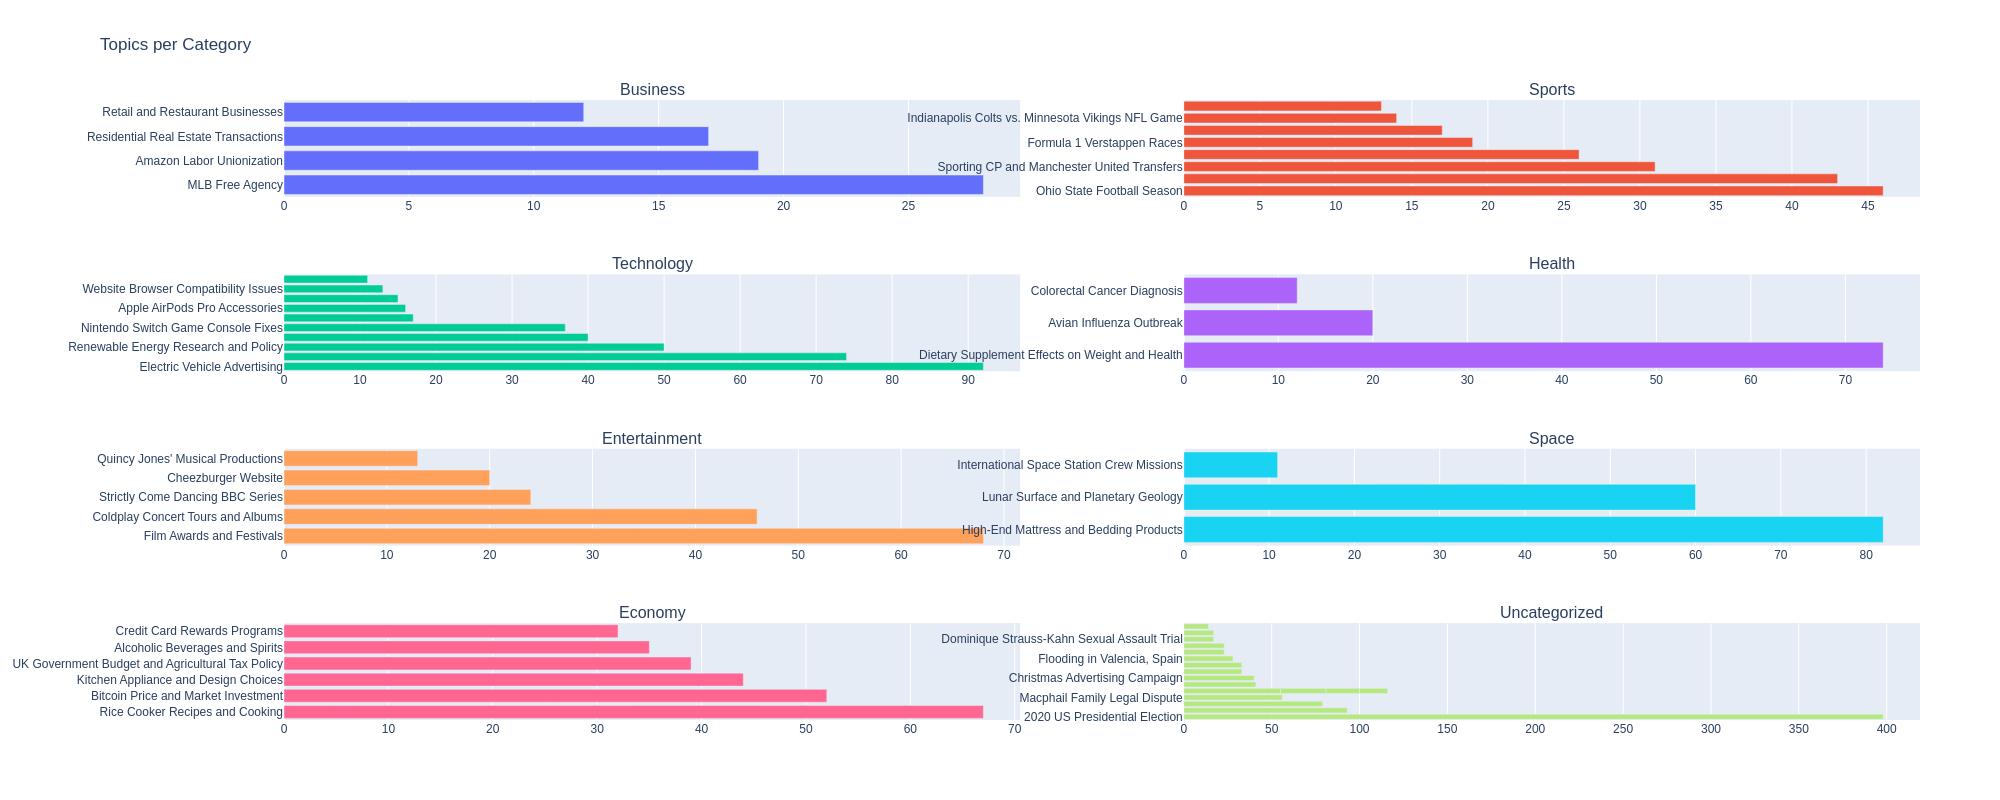 Topics per Category
Business
Retail and Restaurant Businesses
Residential Real Estate Transactions
Amazon Labor Unionization
MLB Free Agency
0 5 10 15 20 25
Sports
Indianapolis Colts vs. Minnesota Vikings NFL Game
Formula 1 Verstappen Races
Sporting CP and Manchester United Transfers
Ohio State Football Season
0 5 10 15 20 25 30 35 40 45
Technology
Website Browser Compatibility Issues
Apple AirPods Pro Accessories
Nintendo Switch Game Console Fixes
Renewable Energy Research and Policy
Electric Vehicle Advertising
0 10 20 30 40 50 60 70 80 90
Health
Colorectal Cancer Diagnosis
Avian Influenza Outbreak
Dietary Supplement Effects on Weight and Health
0 10 20 30 40 50 60 70
Entertainment
Quincy Jones' Musical Productions
Cheezburger Website
Strictly Come Dancing BBC Series
Coldplay Concert Tours and Albums
Film Awards and Festivals
0 10 20 30 40 50 60 70
Space
International Space Station Crew Missions
Lunar Surface and Planetary Geology
High-End Mattress and Bedding Products
0 10 20 30 40 50 60 70 80
Economy
Credit Card Rewards Programs
Alcoholic Beverages and Spirits
UK Government Budget and Agricultural Tax Policy
Kitchen Appliance and Design Choices
Bitcoin Price and Market Investment
Rice Cooker Recipes and Cooking
0 10 20 30 40 50 60 70
Uncategorized
Dominique Strauss-Kahn Sexual Assault Trial
Flooding in Valencia, Spain
Christmas Advertising Campaign
Macphail Family Legal Dispute
2020 US Presidential Election
0 50 100 150 200 250 300 350 400